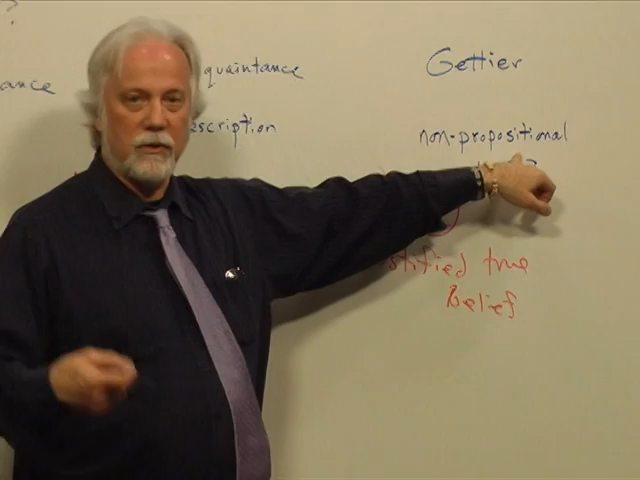 ?
ance
quaintance
scription
Gettier
non-propositional
?
stified true
Belief